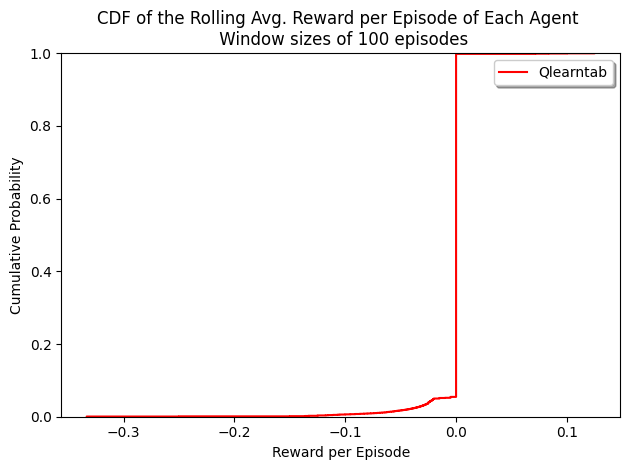 CDF of the Rolling Avg. Reward per Episode of Each Agent
Window sizes of 100 episodes
1.0
Qlearntab
0.8
0.6
0.4
0.2
0.0
Cumulative Probability
−0.3
−0.2
−0.1
0.0
0.1
Reward per Episode